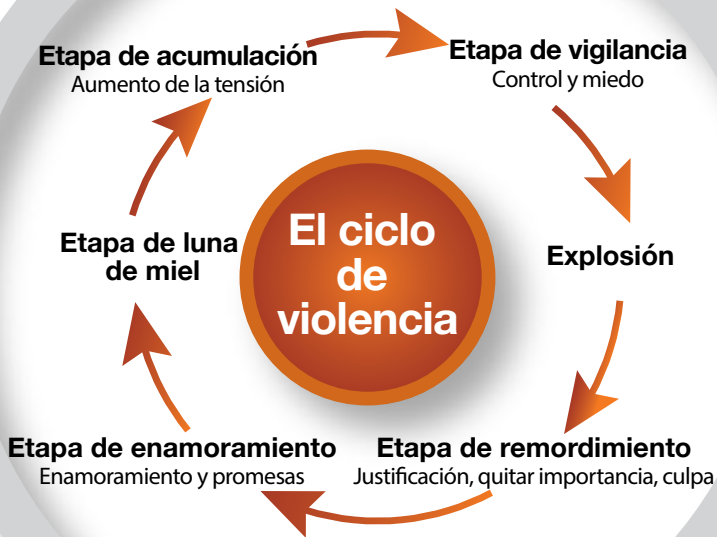 Etapa de acumulación
Aumento de la tensión
Etapa de vigilancia
Control y miedo
Explosión
Etapa de remordimiento
Justificación, quitar importancia, culpa
Etapa de enamoramiento
Enamoramiento y promesas
Etapa de luna
de miel
El ciclo
de
violencia